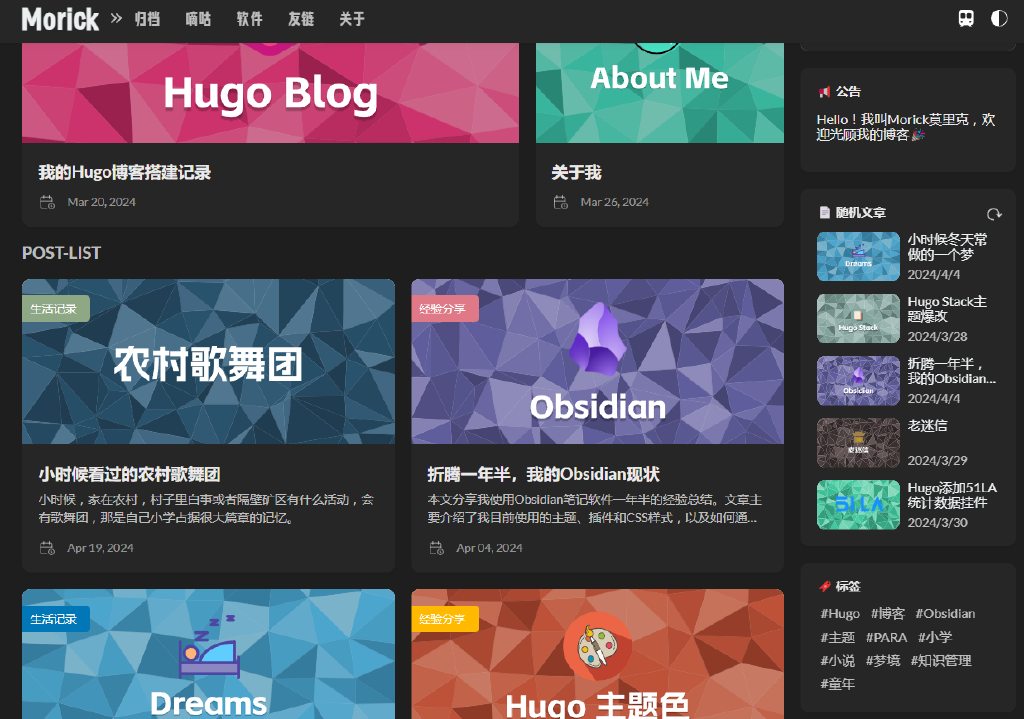 Morick » 归档 嘀咕 软件 友链 关于
Hugo Blog
我的Hugo博客搭建记录
Mar 20, 2024
About Me
关于我
Mar 26, 2024
POST-LIST
生活记录
农村歌舞团
小时候看过的农村歌舞团
小时候，家在农村，村子里白事或者隔壁矿区有什么活动，会
有歌舞团，那是自己小学占据很大篇章的记忆。
Apr 19, 2024
经验分享
Obsidian
折腾一年半，我的Obsidian现状
本文分享我使用Obsidian笔记软件一年半的经验总结。文章主
要介绍了我目前使用的主题、插件和CSS样式，以及如何通...
Apr 04, 2024
生活记录
Dreams
经验分享
Hugo 主题色
公告
Hello！我叫Morick莫里克，欢
迎光顾我的博客🎉
随机文章
Dreams
小时候冬天常
做的一个梦
2024/4/4
Hugo Stack
Hugo Stack主
题爆改
2024/3/28
Obsidian
折腾一年半，
我的Obsidian...
2024/4/4
老迷信
老迷信
2024/3/29
51.LA
Hugo添加51LA
统计数据挂件
2024/3/30
标签
#Hugo #博客 #Obsidian
#主题 #PARA #小学
#小说 #梦境 #知识管理
#童年